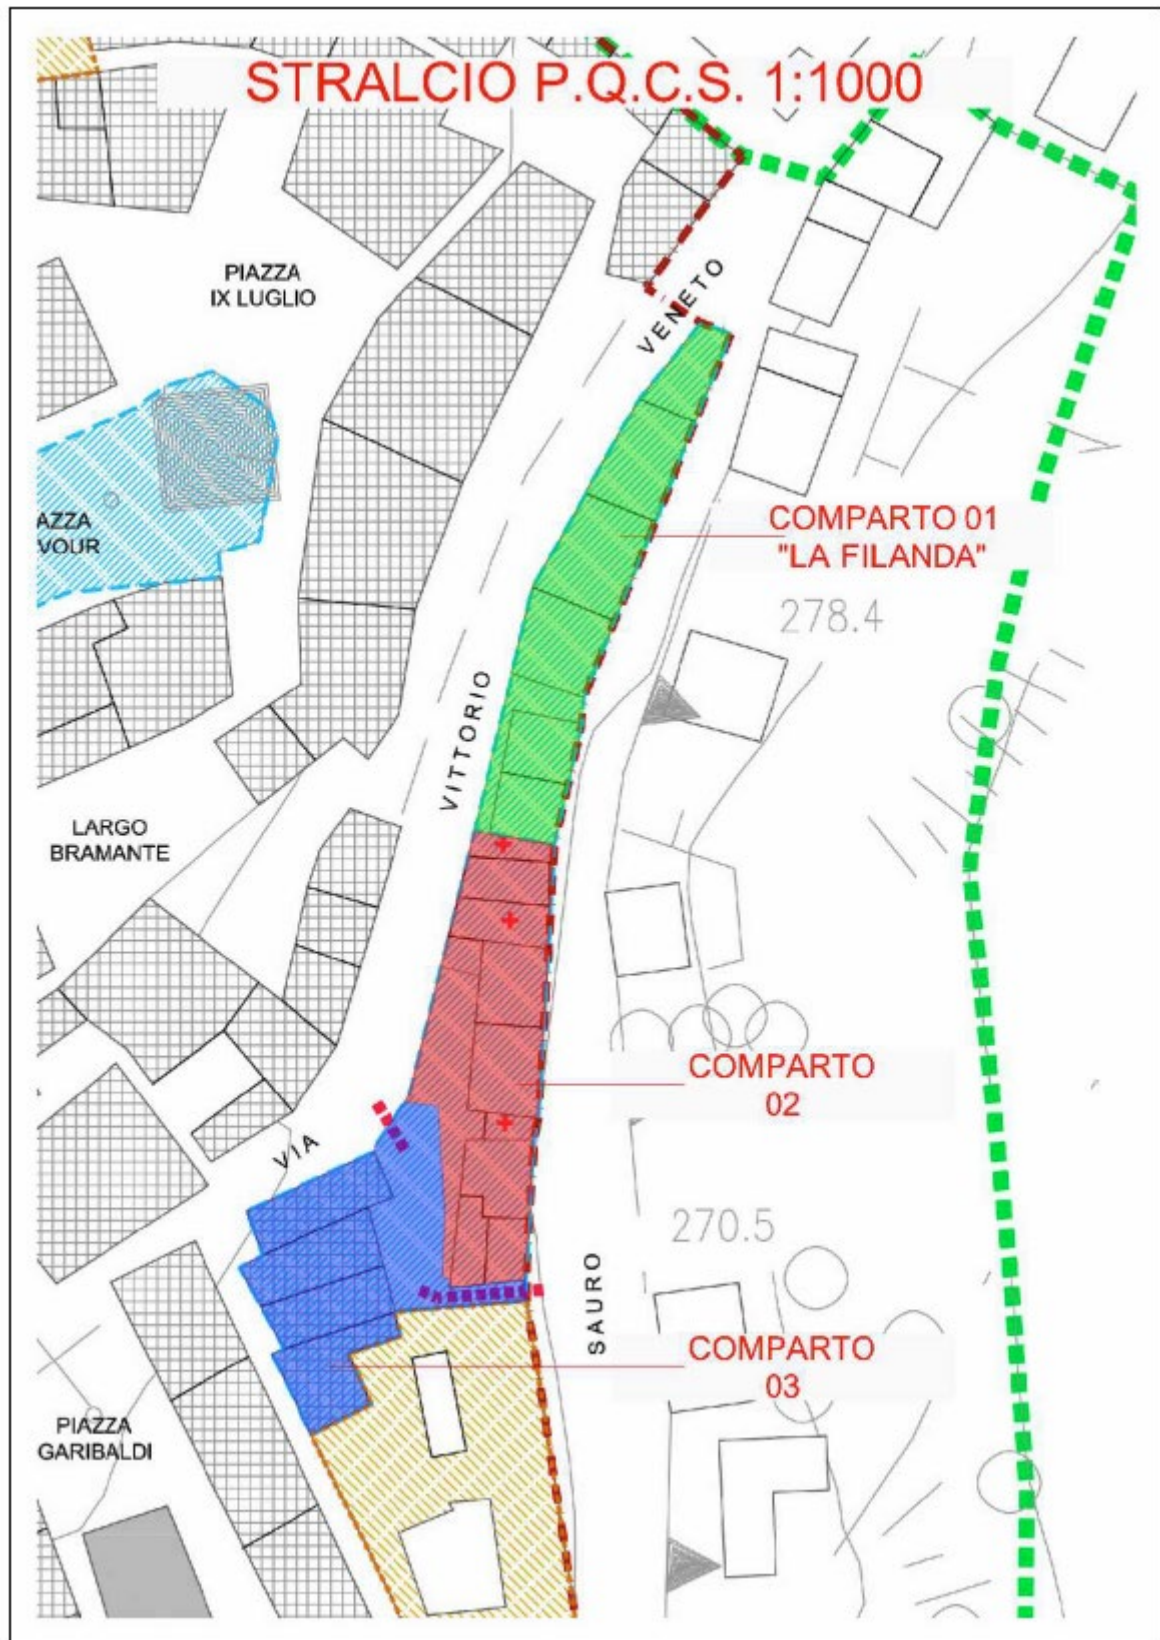 STRALCIO P.Q.C.S. 1:1000
PIAZZA
IX LUGLIO
VENETO
AZZA
VOUR
COMPARTO 01
"LA FILANDA"
278.4
VITTORIO
LARGO
BRAMANTE
COMPARTO
02
VIA
270.5
SAURO
COMPARTO
03
PIAZZA
GARIBALDI